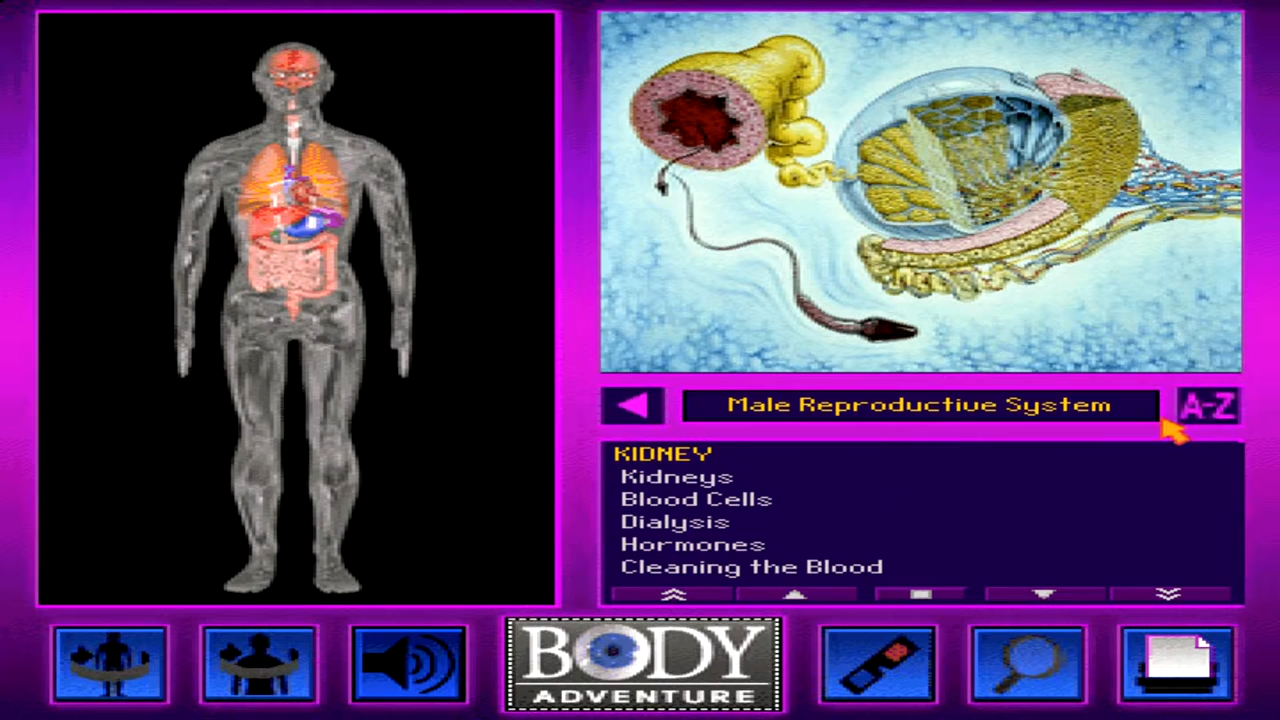 Male Reproductive System
A-Z
KIDNEY
Kidneys
Blood Cells
Dialysis
Hormones
Cleaning the Blood
BODY
ADVENTURE